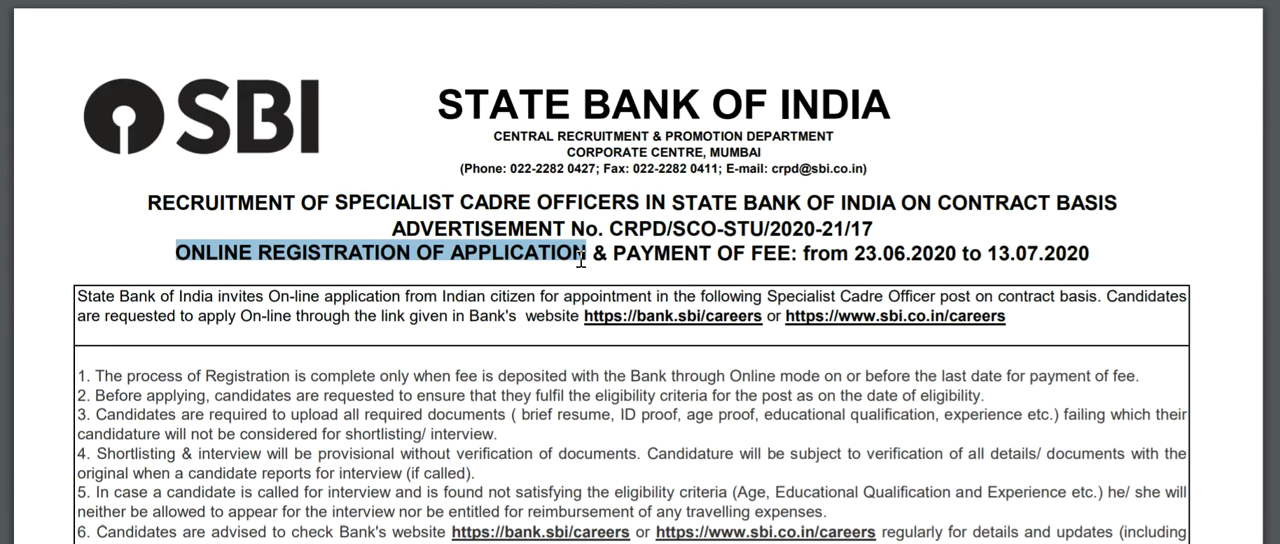 SBI
STATE BANK OF INDIA
CENTRAL RECRUITMENT & PROMOTION DEPARTMENT
CORPORATE CENTRE, MUMBAI
(Phone: 022-2282 0427; Fax: 022-2282 0411; E-mail: crpd@sbi.co.in)
RECRUITMENT OF SPECIALIST CADRE OFFICERS IN STATE BANK OF INDIA ON CONTRACT BASIS
ADVERTISEMENT No. CRPD/SCO-STU/2020-21/17
ONLINE REGISTRATION OF APPLICATION & PAYMENT OF FEE: from 23.06.2020 to 13.07.2020
State Bank of India invites On-line application from Indian citizen for appointment in the following Specialist Cadre Officer post on contract basis. Candidates
are requested to apply On-line through the link given in Bank's website https://bank.sbi/careers or https://www.sbi.co.in/careers
1. The process of Registration is complete only when fee is deposited with the Bank through Online mode on or before the last date for payment of fee.
2. Before applying, candidates are requested to ensure that they fulfil the eligibility criteria for the post as on the date of eligibility.
3. Candidates are required to upload all required documents ( brief resume, ID proof, age proof, educational qualification, experience etc.) failing which their
candidature will not be considered for shortlisting/ interview.
4. Shortlisting & interview will be provisional without verification of documents. Candidature will be subject to verification of all details/ documents with the
original when a candidate reports for interview (if called).
5. In case a candidate is called for interview and is found not satisfying the eligibility criteria (Age, Educational Qualification and Experience etc.) he/ she will
neither be allowed to appear for the interview nor be entitled for reimbursement of any travelling expenses.
6. Candidates are advised to check Bank's website https://bank.sbi/careers or https://www.sbi.co.in/careers regularly for details and updates (including